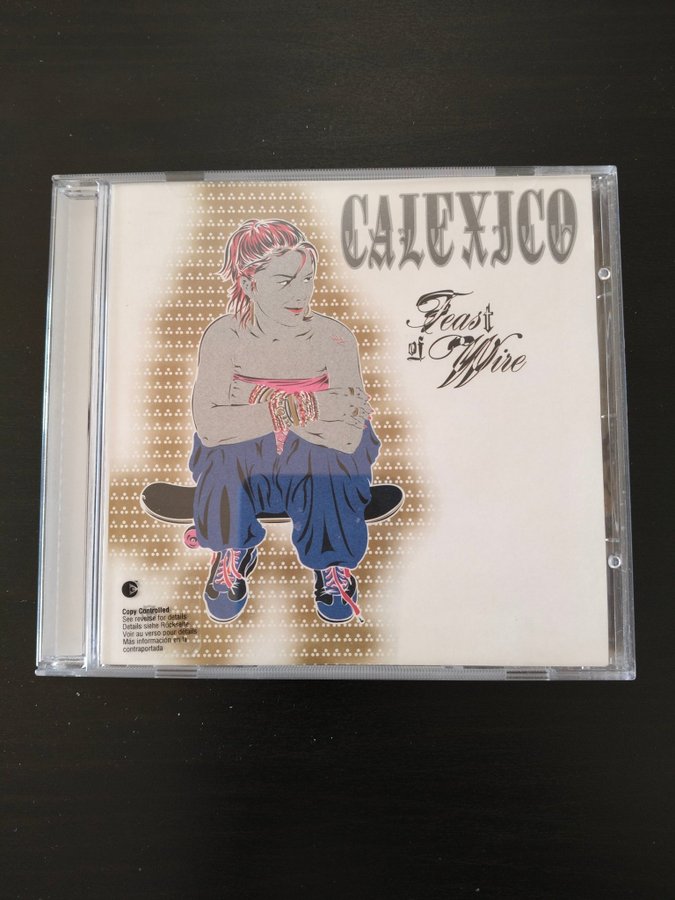 CALEXICO
Feast
of Wire
Copy Controlled
See reverse for details
Details siehe Rückseite
Voir au verso pour détails
Más información en la
contraportada